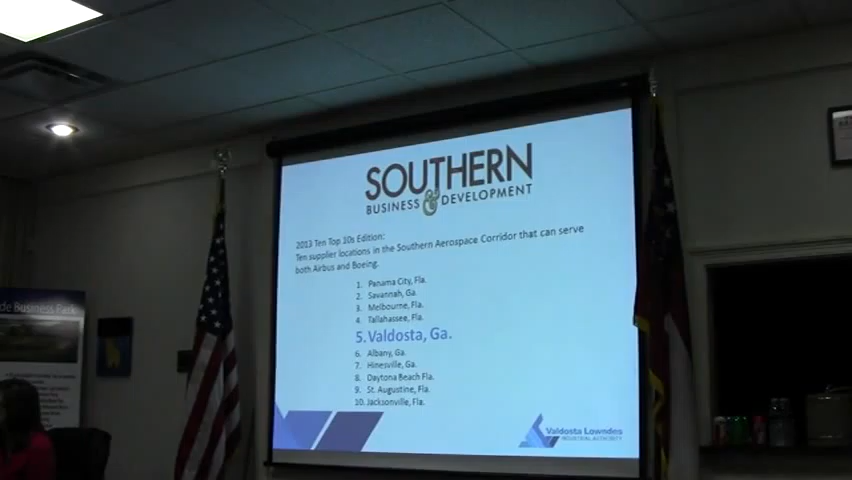 SOUTHERN
BUSINESS & DEVELOPMENT
2013 Ten Top 10s Edition:
Ten supplier locations in the Southern Aerospace Corridor that can serve
both Airbus and Boeing.
1. Panama City, Fla.
2. Savannah, Ga.
3. Melbourne, Fla.
4. Tallahassee, Fla.
5. Valdosta, Ga.
6. Albany, Ga.
7. Hinesville, Ga.
8. Daytona Beach Fla.
9. St. Augustine, Fla.
10. Jacksonville, Fla.
Valdosta Lowndes
INDUSTRIAL AUTHORITY
de Business Park